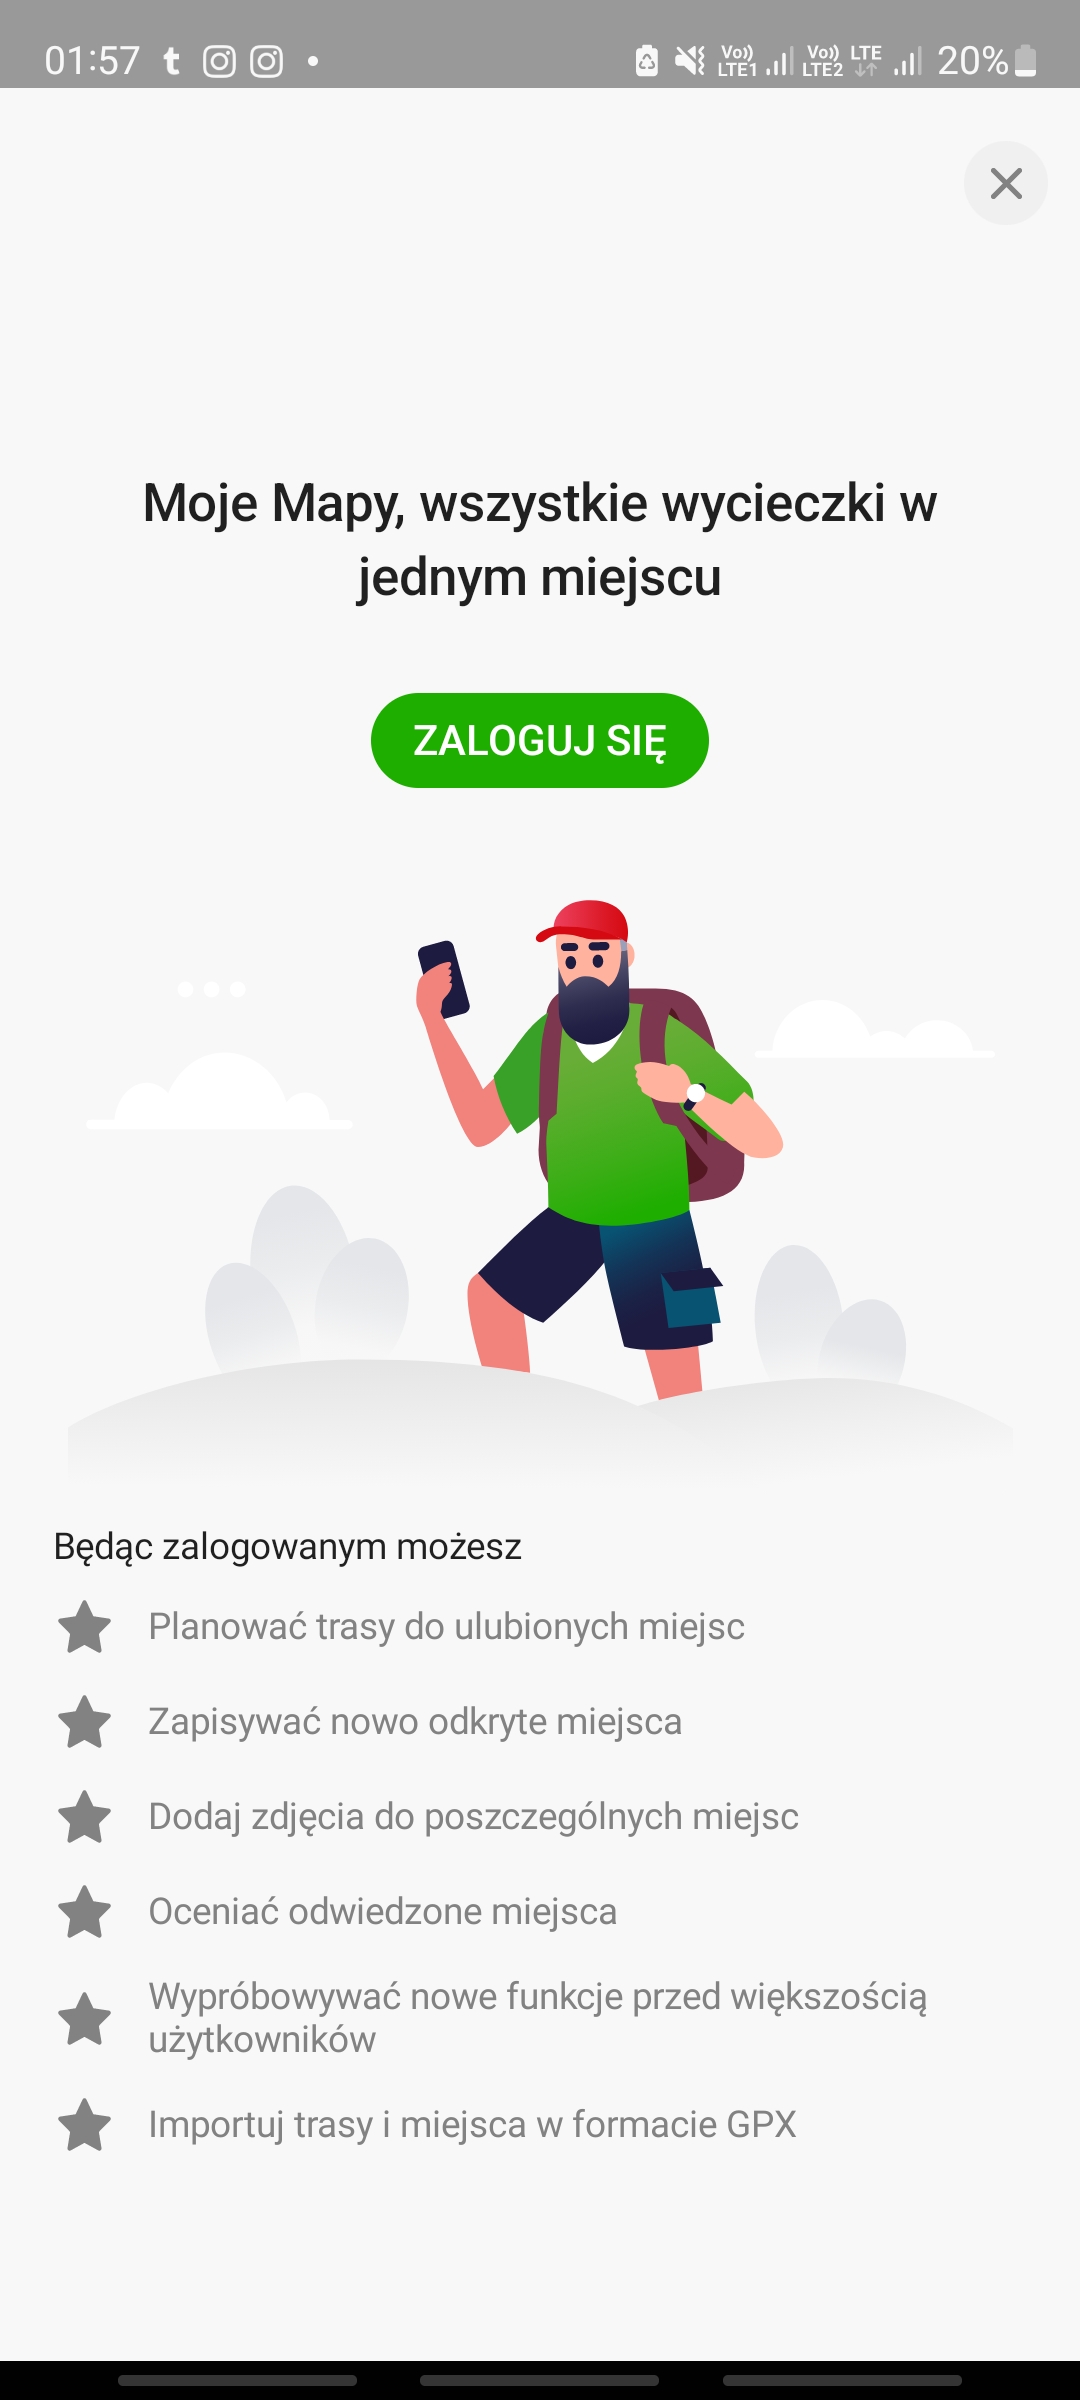 01:57
Vo)) LTE1 Vo)) LTE2 LTE 20%
Moje Mapy, wszystkie wycieczki w
jednym miejscu
ZALOGUJ SIĘ
Będąc zalogowanym możesz
Planować trasy do ulubionych miejsc
Zapisywać nowo odkryte miejsca
Dodaj zdjęcia do poszczególnych miejsc
Oceniać odwiedzone miejsca
Wypróbowywać nowe funkcje przed większością
użytkowników
Importuj trasy i miejsca w formacie GPX